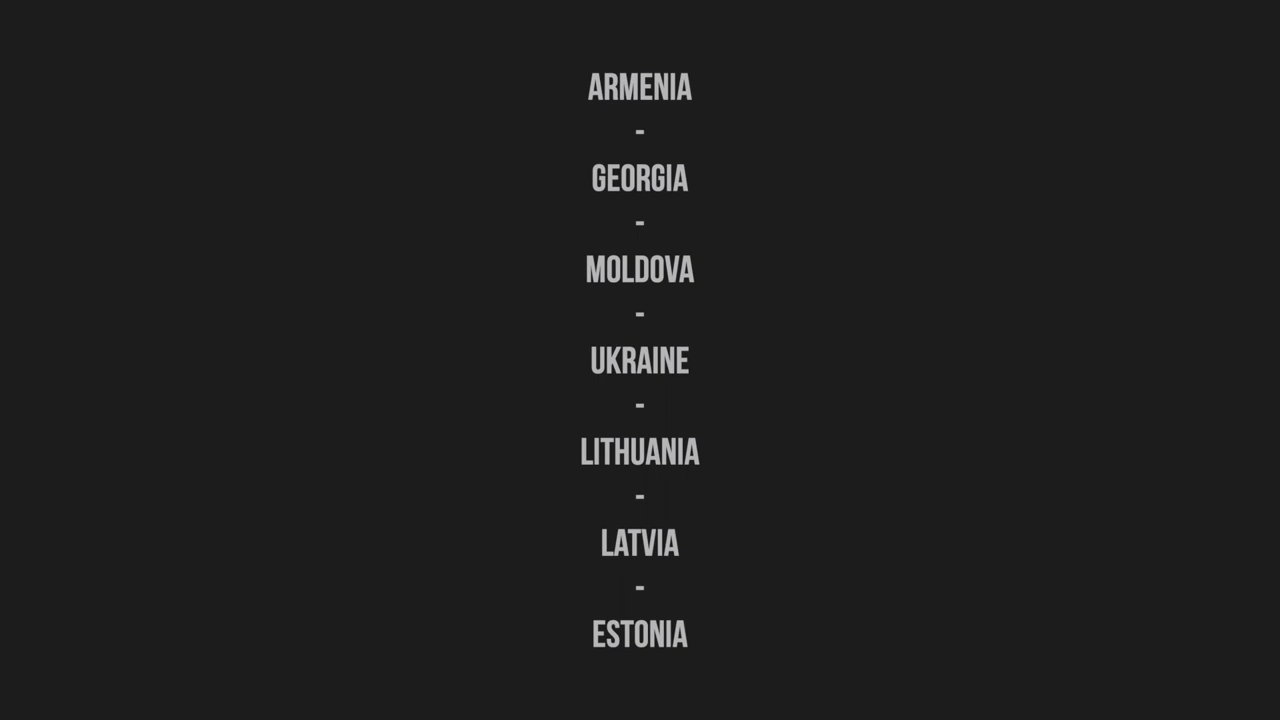 ARMENIA
-
GEORGIA
-
MOLDOVA
-
UKRAINE
-
LITHUANIA
-
LATVIA
-
ESTONIA